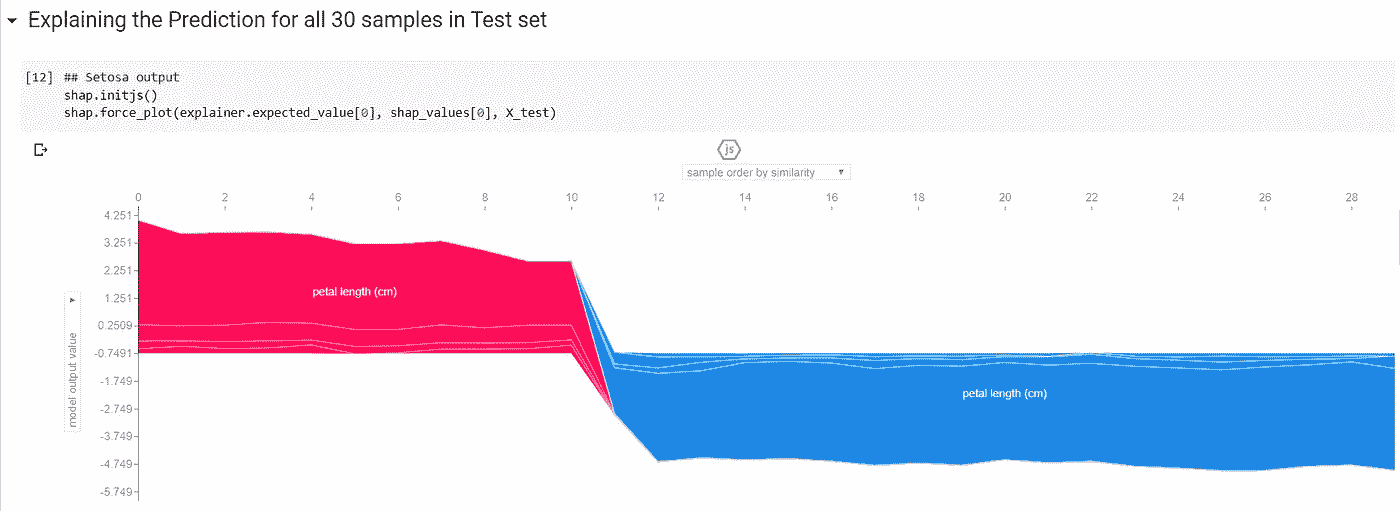 Explaining the Prediction for all 30 samples in Test set
[12] ## Setosa output
shap.initjs()
shap.force_plot(explainer.expected_value[0], shap_values[0], X_test)
js
sample order by similarity
0 2 4 6 8 10 12 14 16 18 20 22 24 26 28
4.251
3.251
2.251
1.251
0.2509
-0.7491
-1.749
-2.749
-3.749
-4.749
-5.749
model output value
petal length (cm)
petal length (cm)